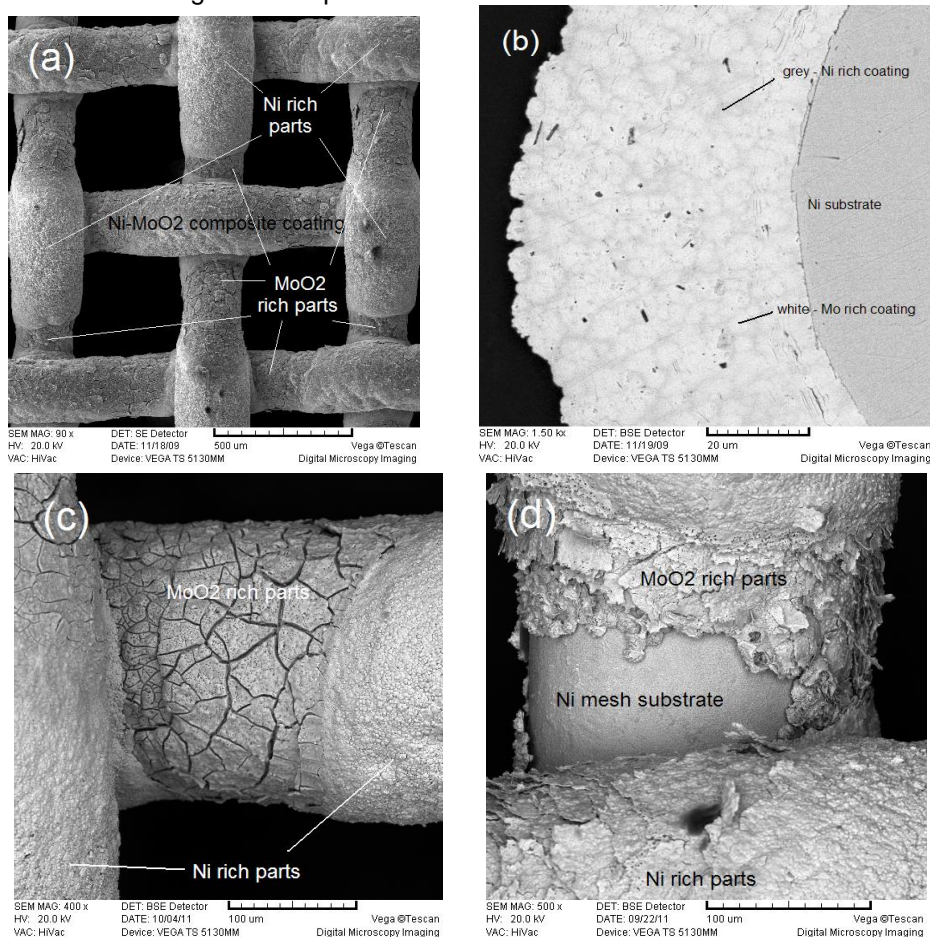 (a)
Ni rich
parts
Ni-MoO2 composite coating
MoO2
rich parts
SEM MAG: 90 x DET: SE Detector
HV: 20.0 kV DATE: 11/18/09 500 um Vega ©Tescan
VAC: HiVac Device: VEGA TS 5130MM Digital Microscopy Imaging
(b)
grey - Ni rich coating
Ni substrate
white - Mo rich coating
SEM MAG: 1.50 kx DET: BSE Detector
HV: 20.0 kV DATE: 11/19/09 20 um Vega ©Tescan
VAC: HiVac Device: VEGA TS 5130MM Digital Microscopy Imaging
(c)
MoO2 rich parts
Ni rich parts
SEM MAG: 400 x DET: BSE Detector
HV: 20.0 kV DATE: 10/04/11 100 um Vega ©Tescan
VAC: HiVac Device: VEGA TS 5130MM Digital Microscopy Imaging
(d)
MoO2 rich parts
Ni mesh substrate
Ni rich parts
SEM MAG: 500 x DET: BSE Detector
HV: 20.0 kV DATE: 09/22/11 100 um Vega ©Tescan
VAC: HiVac Device: VEGA TS 5130MM Digital Microscopy Imaging